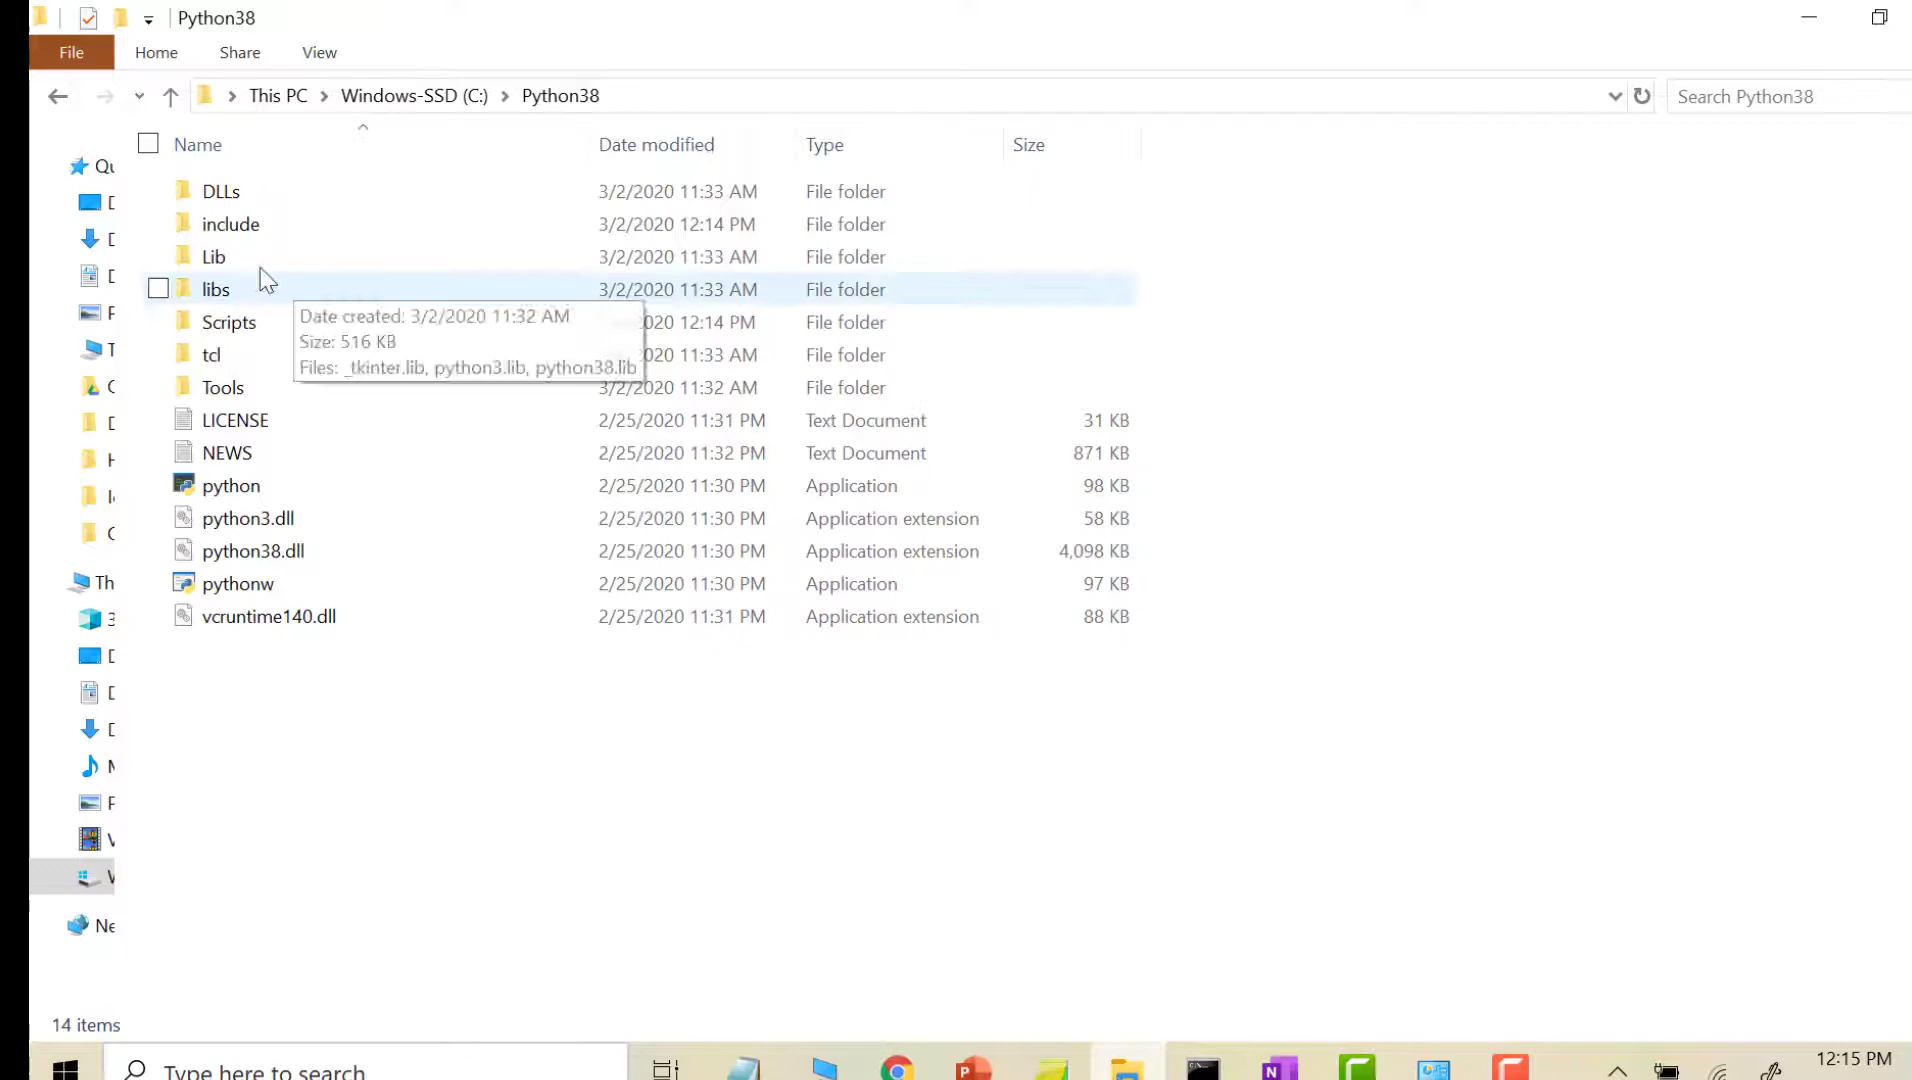 Python38
File Home Share View
This PC Windows-SSD (C:) Python38 Search Python38
Name Date modified Type Size
DLLs 3/2/2020 11:33 AM File folder
include 3/2/2020 12:14 PM File folder
Lib 3/2/2020 11:33 AM File folder
libs 3/2/2020 11:33 AM File folder
Scripts 020 12:14 PM File folder
tcl 020 11:33 AM File folder
Tools 3/2/2020 11:32 AM File folder
Date created: 3/2/2020 11:32 AM
Size: 516 KB
Files: _tkinter.lib, python3.lib, python38.lib
LICENSE 2/25/2020 11:31 PM Text Document 31 KB
NEWS 2/25/2020 11:32 PM Text Document 871 KB
python 2/25/2020 11:30 PM Application 98 KB
python3.dll 2/25/2020 11:30 PM Application extension 58 KB
python38.dll 2/25/2020 11:30 PM Application extension 4,098 KB
pythonw 2/25/2020 11:30 PM Application 97 KB
vcruntime140.dll 2/25/2020 11:31 PM Application extension 88 KB
Qu
Th
Ne
14 items
Type here to search
12:15 PM